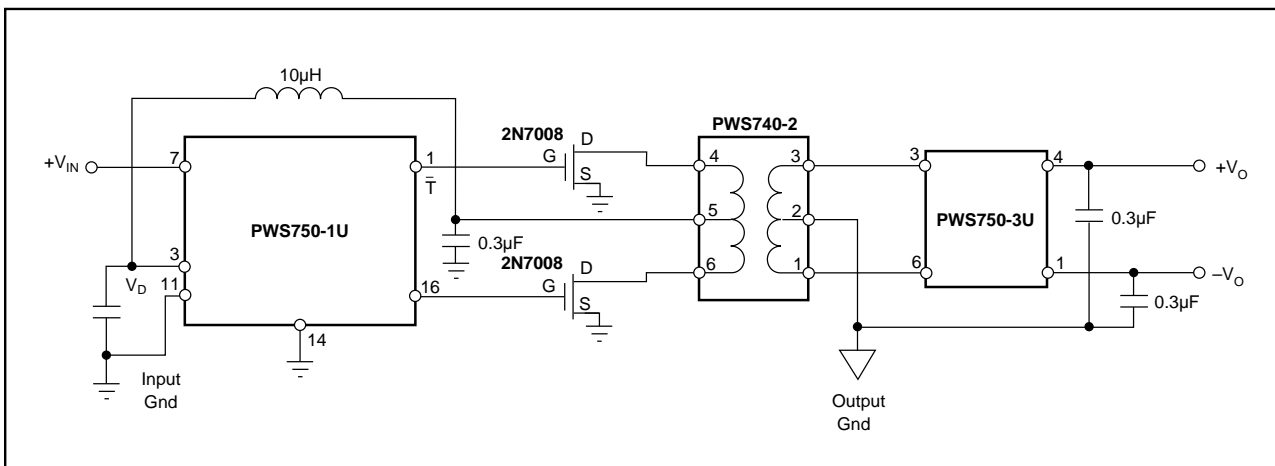 10µH
+V_IN
7
PWS750-1U
1
T̅
3
V_D
11
16
14
Input
Gnd
2N7008
G
D
S
0.3µF
2N7008
G
D
S
PWS740-2
4
5
6
3
2
1
3
PWS750-3U
6
4
1
0.3µF
0.3µF
+V_O
–V_O
Output
Gnd